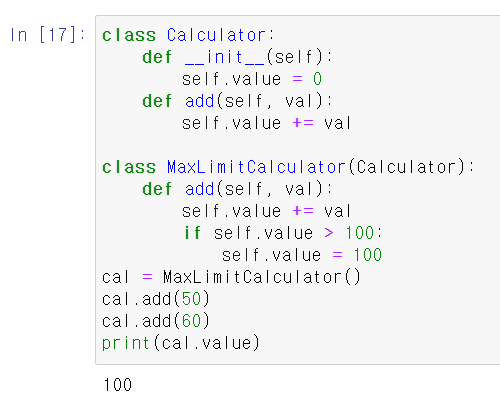 In [17]: class Calculator:
    def __init__(self):
        self.value = 0
    def add(self, val):
        self.value += val

class MaxLimitCalculator(Calculator):
    def add(self, val):
        self.value += val
        if self.value > 100:
            self.value = 100
cal = MaxLimitCalculator()
cal.add(50)
cal.add(60)
print(cal.value)
100